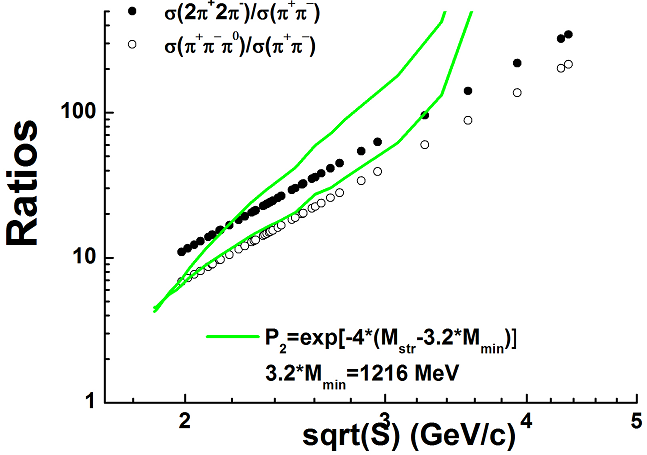 σ(2π⁺2π⁻)/σ(π⁺π⁻)
σ(π⁺π⁻π⁰)/σ(π⁺π⁻)
Ratios
100
10
1
P₂=exp[-4*(M_str-3.2*M_min)]
3.2*M_min=1216 MeV
2 3 4 5
sqrt(S) (GeV/c)